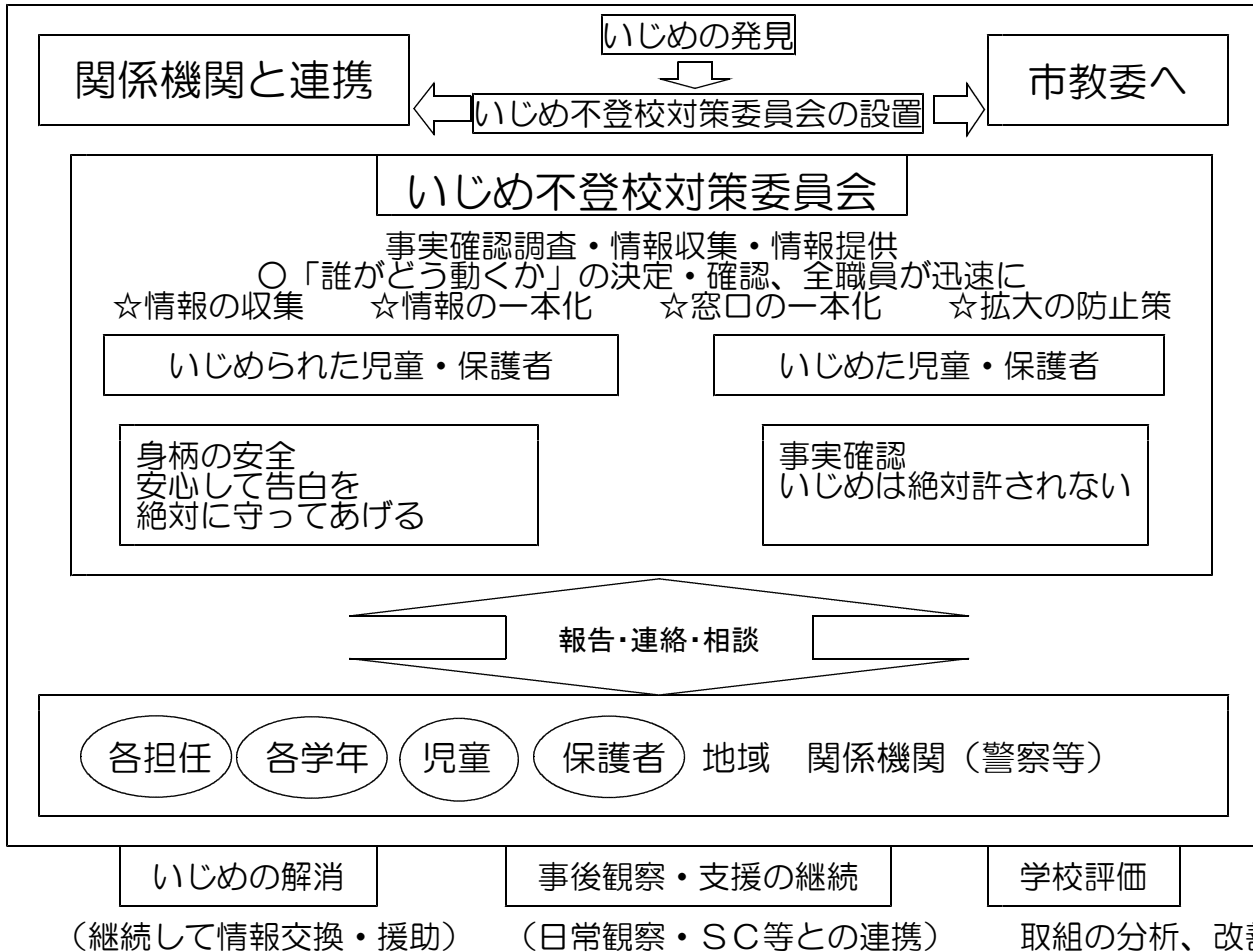 いじめの発見
関係機関と連携
市教委へ
いじめ不登校対策委員会の設置
いじめ不登校対策委員会
事実確認調査・情報収集・情報提供
○「誰がどう動くか」の決定・確認、全職員が迅速に
☆情報の収集 ☆情報の一本化 ☆窓口の一本化 ☆拡大の防止策
いじめられた児童・保護者
いじめた児童・保護者
身柄の安全
安心して告白を
絶対に守ってあげる
事実確認
いじめは絶対許されない
報告・連絡・相談
各担任 各学年 児童 保護者 地域 関係機関（警察等）
いじめの解消 事後観察・支援の継続 学校評価
（継続して情報交換・援助） （日常観察・ＳＣ等との連携） 取組の分析、改